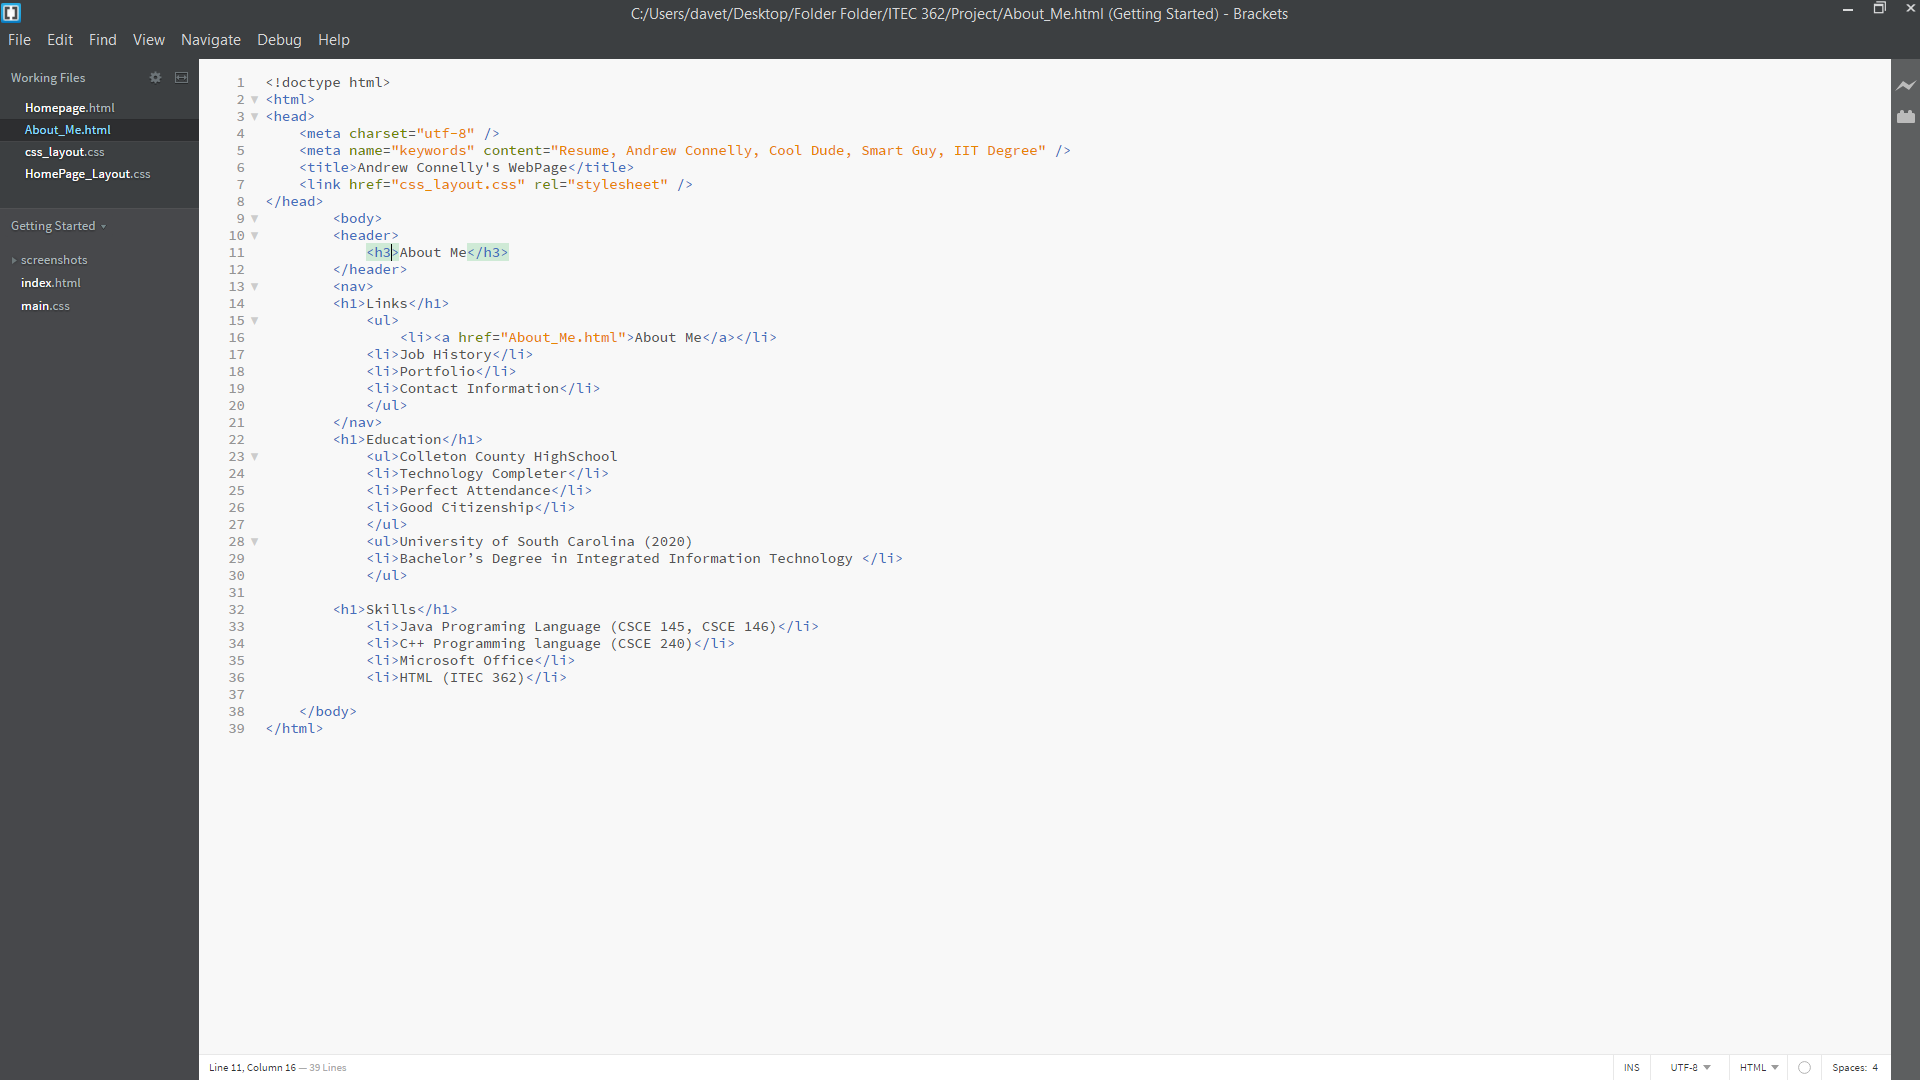 C:/Users/davet/Desktop/Folder Folder/ITEC 362/Project/About_Me.html (Getting Started) - Brackets
File Edit Find View Navigate Debug Help
Working Files
Homepage.html
About_Me.html
css_layout.css
HomePage_Layout.css
Getting Started
screenshots
index.html
main.css
1 <!doctype html>
2 <html>
3 <head>
4     <meta charset="utf-8" />
5     <meta name="keywords" content="Resume, Andrew Connelly, Cool Dude, Smart Guy, IIT Degree" />
6     <title>Andrew Connelly's WebPage</title>
7     <link href="css_layout.css" rel="stylesheet" />
8 </head>
9         <body>
10         <header>
11             <h3>About Me</h3>
12         </header>
13         <nav>
14         <h1>Links</h1>
15             <ul>
16                 <li><a href="About_Me.html">About Me</a></li>
17             <li>Job History</li>
18             <li>Portfolio</li>
19             <li>Contact Information</li>
20             </ul>
21         </nav>
22         <h1>Education</h1>
23             <ul>Colleton County HighSchool
24             <li>Technology Completer</li>
25             <li>Perfect Attendance</li>
26             <li>Good Citizenship</li>
27             </ul>
28             <ul>University of South Carolina (2020)
29             <li>Bachelor’s Degree in Integrated Information Technology </li>
30             </ul>
31
32         <h1>Skills</h1>
33             <li>Java Programing Language (CSCE 145, CSCE 146)</li>
34             <li>C++ Programming language (CSCE 240)</li>
35             <li>Microsoft Office</li>
36             <li>HTML (ITEC 362)</li>
37
38     </body>
39 </html>
Line 11, Column 16 — 39 Lines
INS UTF-8 HTML Spaces: 4